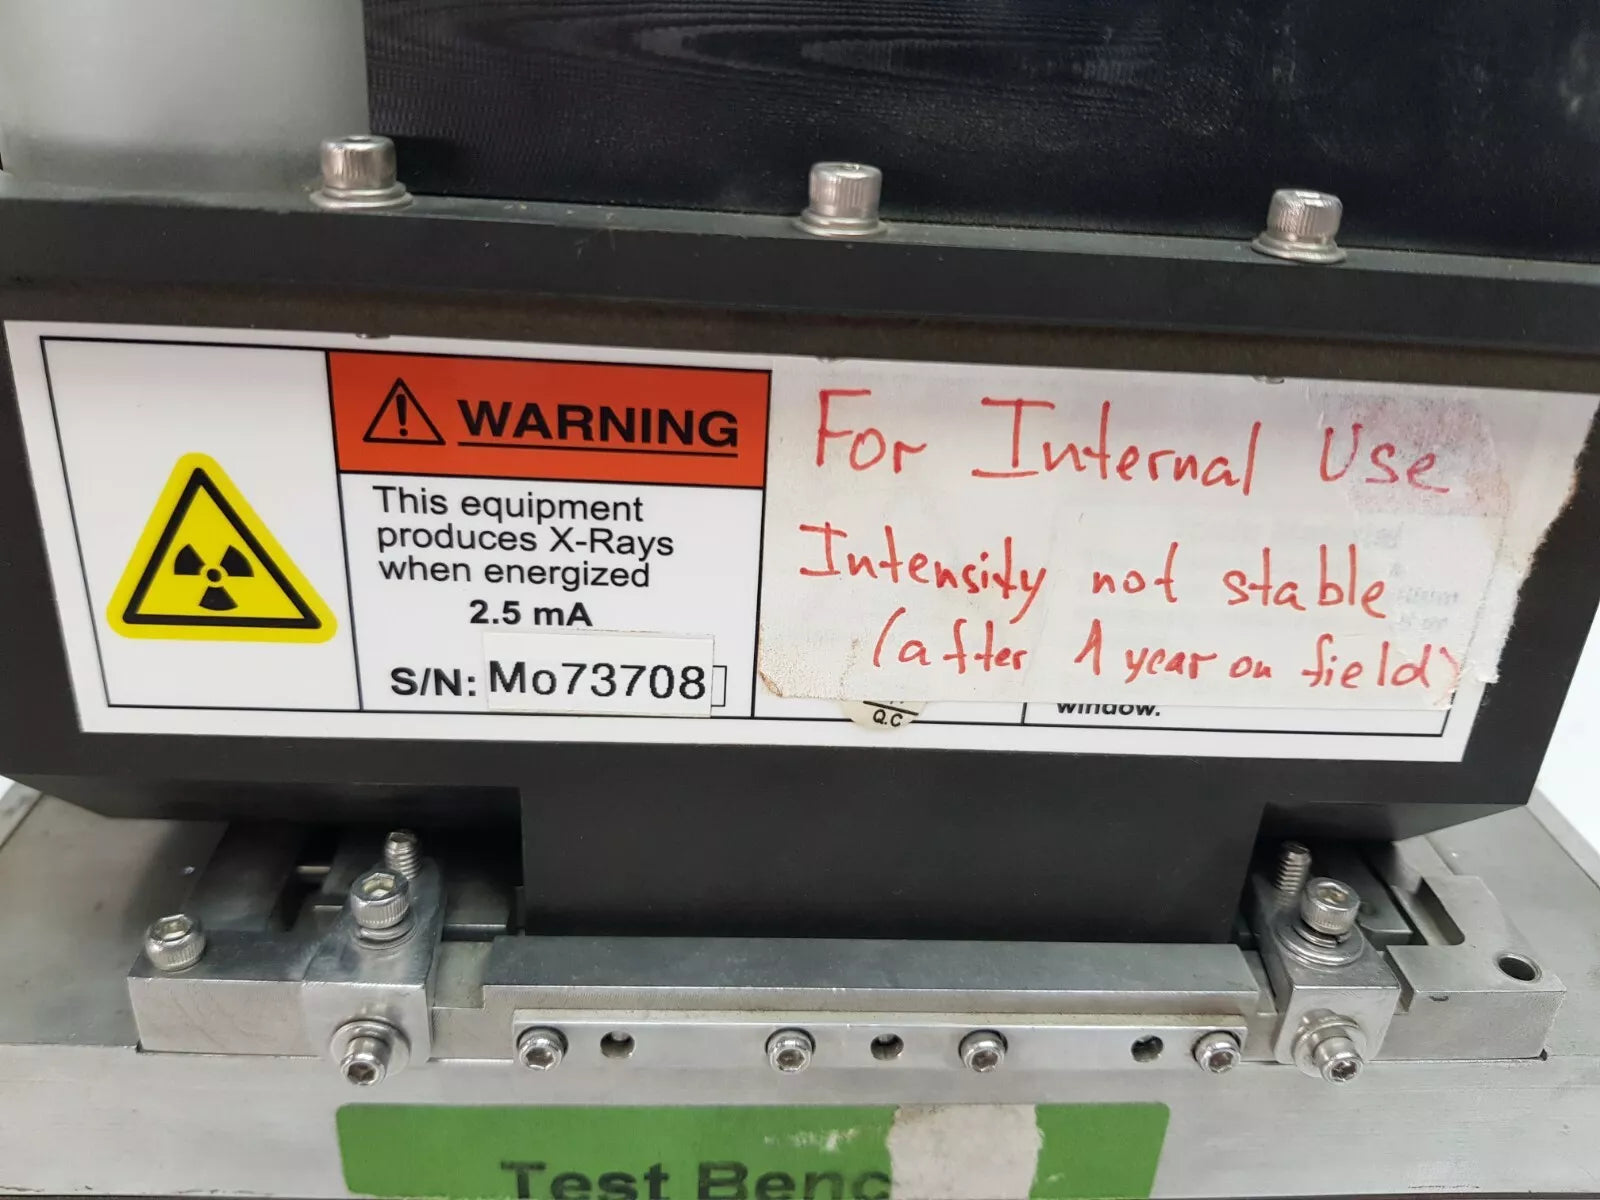 WARNING
This equipment
produces X-Rays
when energized
2.5 mA
S/N: Mo73708
For Internal Use
Intensity not stable
(after 1 year on field)
Q.C
window.
Test Benc